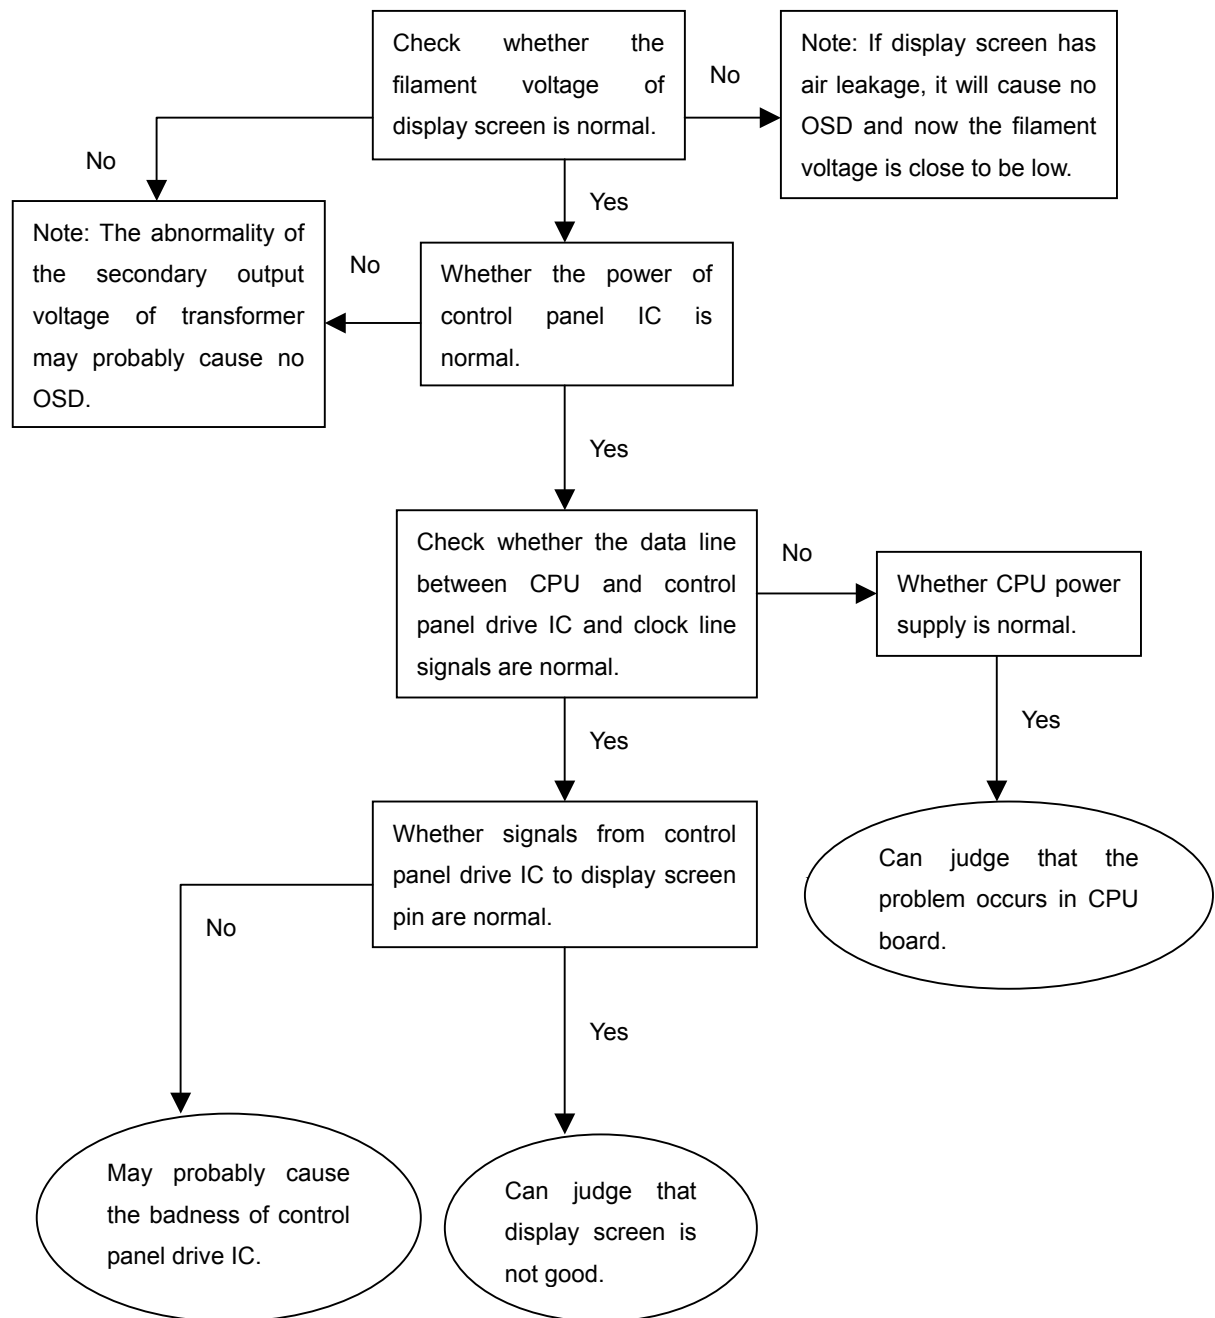 Check whether the
filament voltage of
display screen is normal.
No
Note: If display screen has
air leakage, it will cause no
OSD and now the filament
voltage is close to be low.
No
Yes
Note: The abnormality of
the secondary output
voltage of transformer
may probably cause no
OSD.
No
Whether the power of
control panel IC is
normal.
Yes
Check whether the data line
between CPU and control
panel drive IC and clock line
signals are normal.
No
Whether CPU power
supply is normal.
Yes
Yes
Whether signals from control
panel drive IC to display screen
pin are normal.
Can judge that the
problem occurs in CPU
board.
No
Yes
May probably cause
the badness of control
panel drive IC.
Can judge that
display screen is
not good.